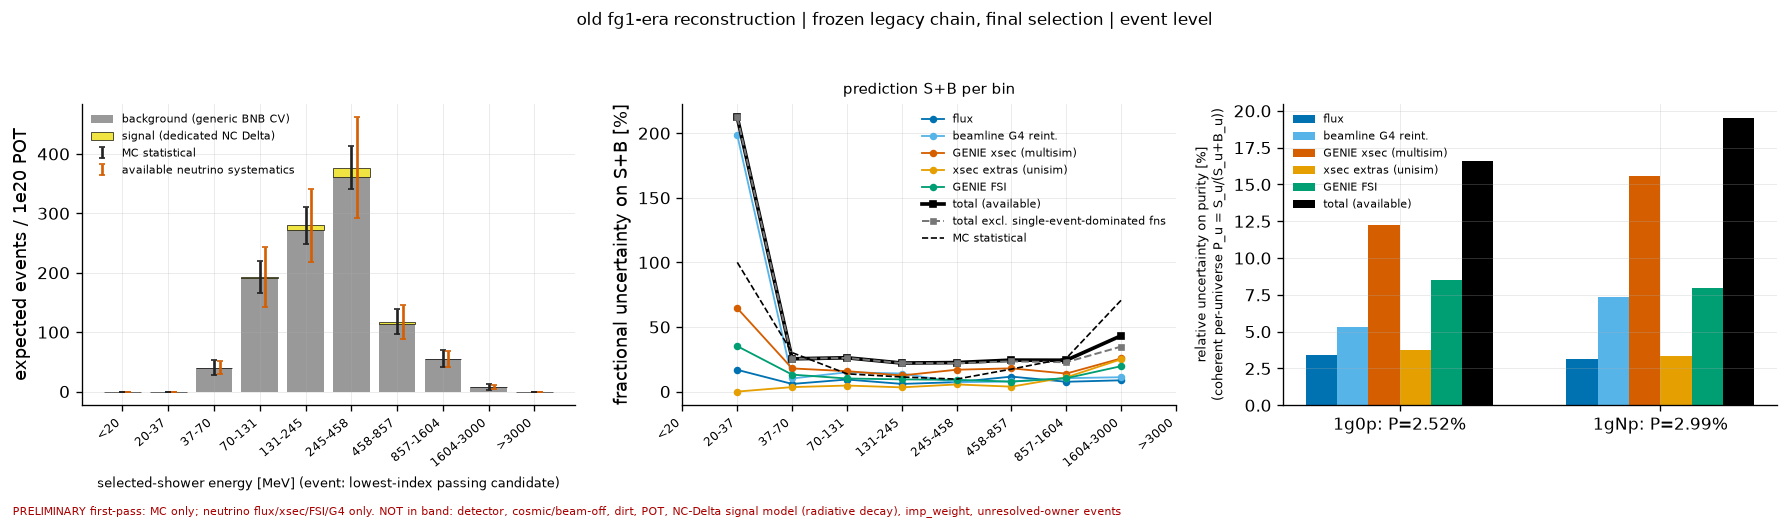 old fg1-era reconstruction | frozen legacy chain, final selection | event level
expected events / 1e20 POT
400
300
200
100
0
background (generic BNB CV)
signal (dedicated NC Delta)
MC statistical
available neutrino systematics
<20
20-37
37-70
70-131
131-245
245-458
458-857
857-1604
1604-3000
>3000
selected-shower energy [MeV] (event: lowest-index passing candidate)
prediction S+B per bin
fractional uncertainty on S+B [%]
200
150
100
50
0
flux
beamline G4 reint.
GENIE xsec (multisim)
xsec extras (unisim)
GENIE FSI
total (available)
total excl. single-event-dominated fns
MC statistical
<20
20-37
37-70
70-131
131-245
245-458
458-857
857-1604
1604-3000
>3000
relative uncertainty on purity [%]
(coherent per-universe P_u = S_u/(S_u+B_u))
20.0
17.5
15.0
12.5
10.0
7.5
5.0
2.5
0.0
flux
beamline G4 reint.
GENIE xsec (multisim)
xsec extras (unisim)
GENIE FSI
total (available)
1g0p: P=2.52%
1gNp: P=2.99%
PRELIMINARY first-pass: MC only; neutrino flux/xsec/FSI/G4 only. NOT in band: detector, cosmic/beam-off, dirt, POT, NC-Delta signal model (radiative decay), imp_weight, unresolved-owner events